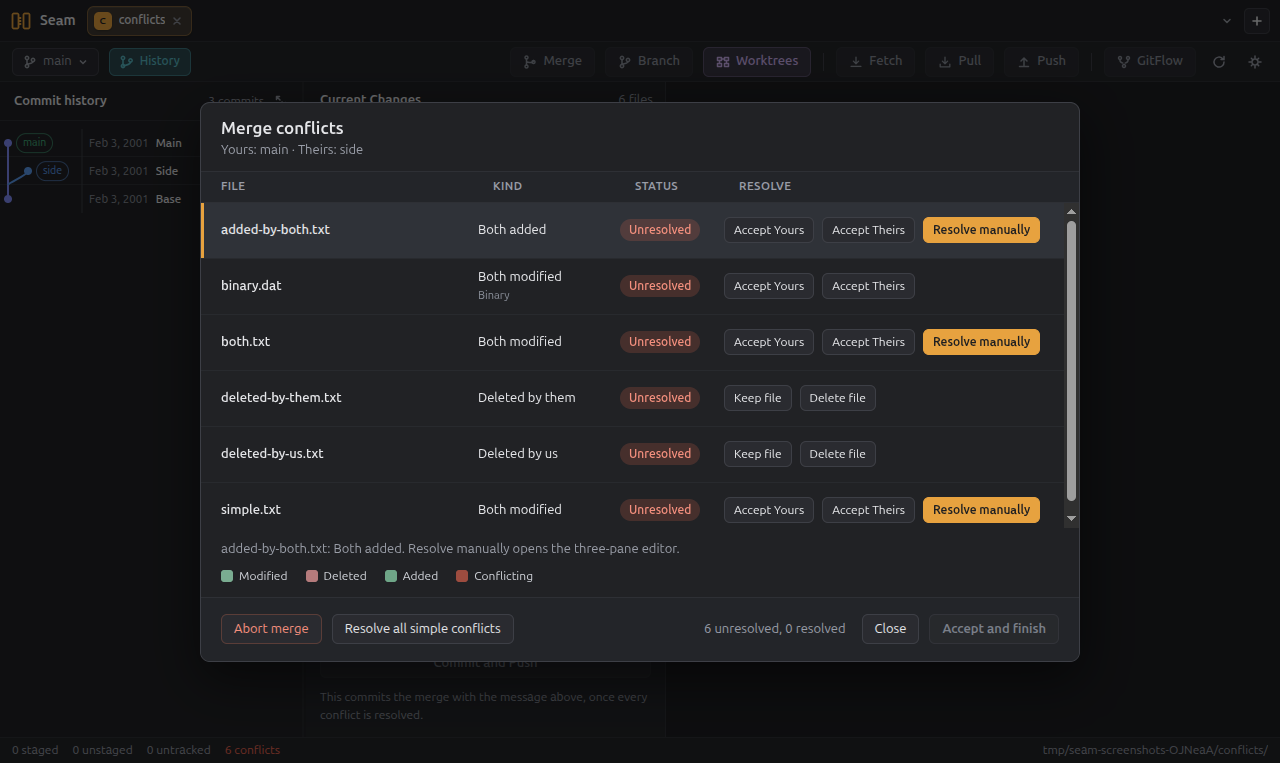 Seam
C conflicts
main
History
Merge
Branch
Worktrees
Fetch
Pull
Push
GitFlow
Commit history
3 commits
Current Changes
6 files
main
Feb 3, 2001 Main
side
Feb 3, 2001 Side
Feb 3, 2001 Base
Merge conflicts
Yours: main · Theirs: side
FILE KIND STATUS RESOLVE
added-by-both.txt Both added Unresolved Accept Yours Accept Theirs Resolve manually
binary.dat Both modified Unresolved Accept Yours Accept Theirs
Binary
both.txt Both modified Unresolved Accept Yours Accept Theirs Resolve manually
deleted-by-them.txt Deleted by them Unresolved Keep file Delete file
deleted-by-us.txt Deleted by us Unresolved Keep file Delete file
simple.txt Both modified Unresolved Accept Yours Accept Theirs Resolve manually
added-by-both.txt: Both added. Resolve manually opens the three-pane editor.
Modified Deleted Added Conflicting
Abort merge Resolve all simple conflicts 6 unresolved, 0 resolved Close Accept and finish
Commit and Push
This commits the merge with the message above, once every
conflict is resolved.
0 staged 0 unstaged 0 untracked 6 conflicts tmp/seam-screenshots-OJNeaA/conflicts/